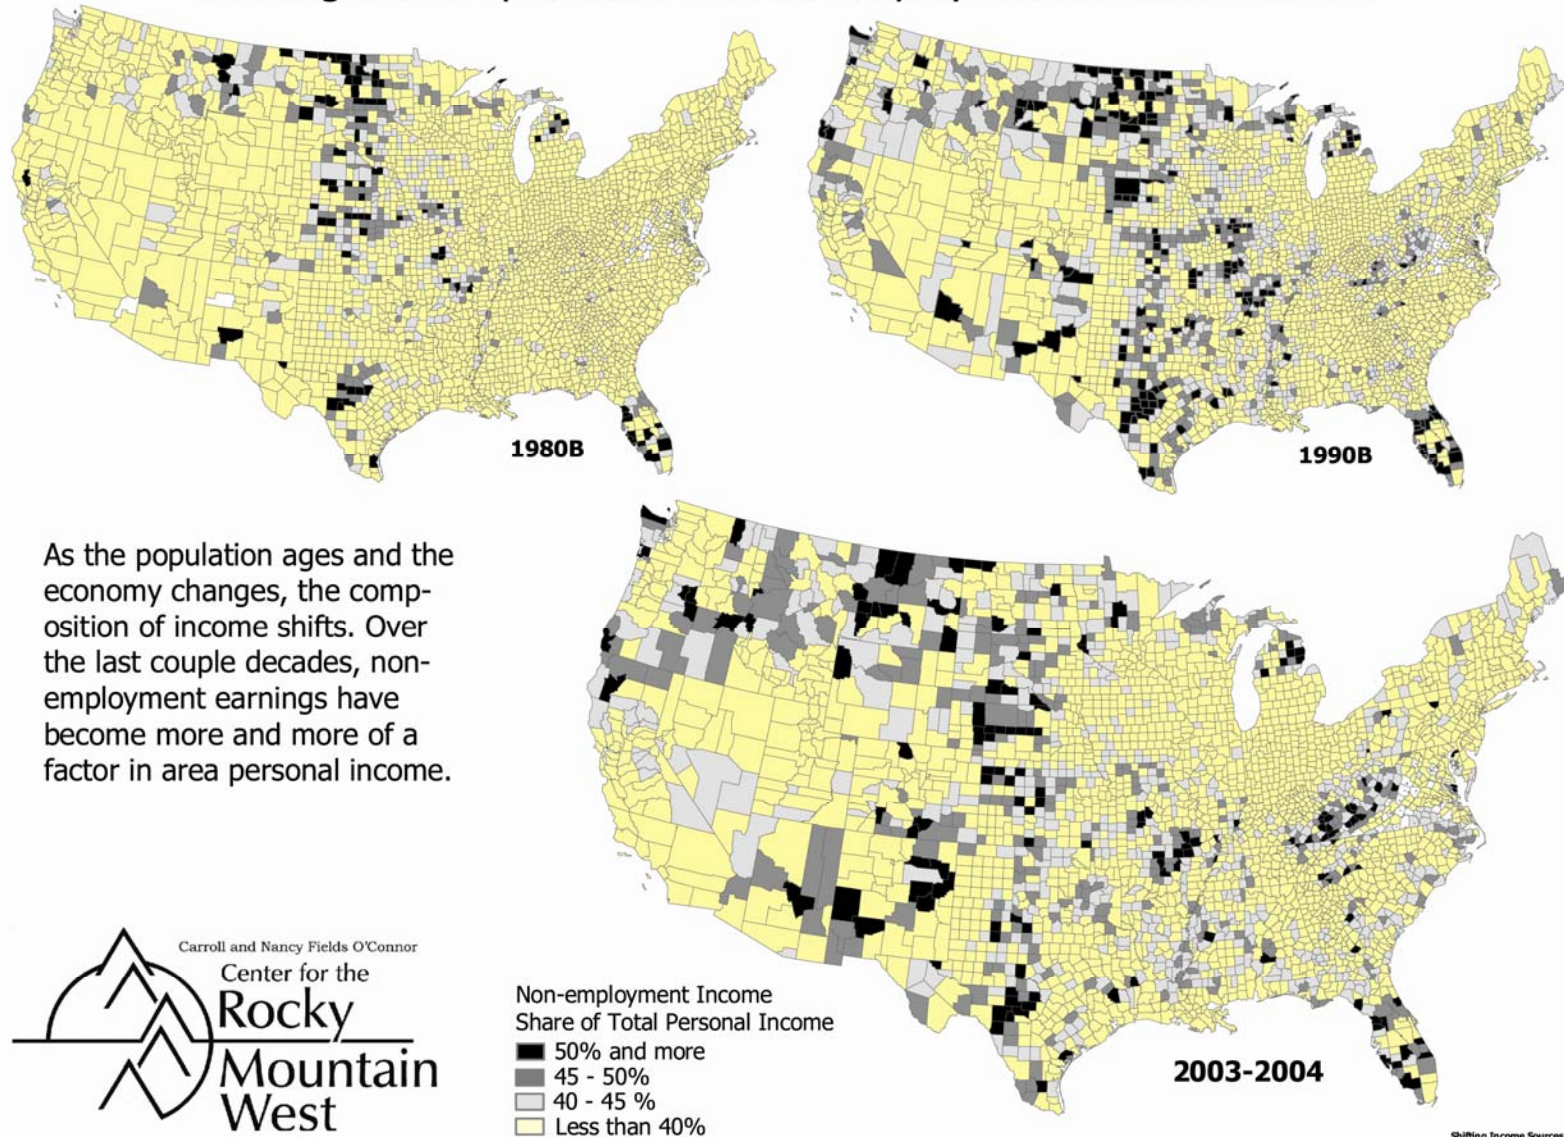 1980B
1990B
As the population ages and the
economy changes, the comp-
osition of income shifts. Over
the last couple decades, non-
employment earnings have
become more and more of a
factor in area personal income.
Carroll and Nancy Fields O'Connor
Center for the
Rocky
Mountain
West
Non-employment Income
Share of Total Personal Income
50% and more
45 - 50%
40 - 45 %
Less than 40%
2003-2004
Shifting Income Sources